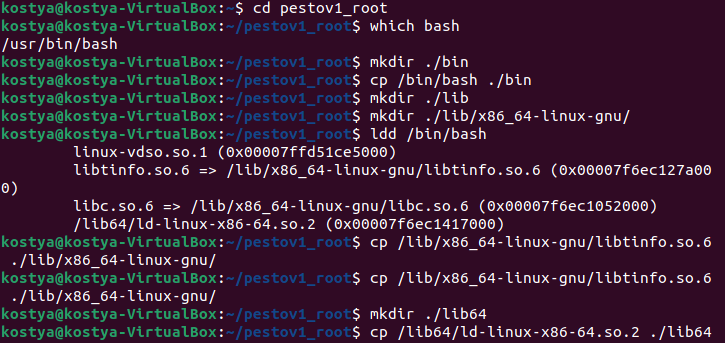 kostya@kostya-VirtualBox:~$ cd pestov1_root
kostya@kostya-VirtualBox:~/pestov1_root$ which bash
/usr/bin/bash
kostya@kostya-VirtualBox:~/pestov1_root$ mkdir ./bin
kostya@kostya-VirtualBox:~/pestov1_root$ cp /bin/bash ./bin
kostya@kostya-VirtualBox:~/pestov1_root$ mkdir ./lib
kostya@kostya-VirtualBox:~/pestov1_root$ mkdir ./lib/x86_64-linux-gnu/
kostya@kostya-VirtualBox:~/pestov1_root$ ldd /bin/bash
linux-vdso.so.1 (0x00007ffd51ce5000)
libtinfo.so.6 => /lib/x86_64-linux-gnu/libtinfo.so.6 (0x00007f6ec127a00
0)
libc.so.6 => /lib/x86_64-linux-gnu/libc.so.6 (0x00007f6ec1052000)
/lib64/ld-linux-x86-64.so.2 (0x00007f6ec1417000)
kostya@kostya-VirtualBox:~/pestov1_root$ cp /lib/x86_64-linux-gnu/libtinfo.so.6
./lib/x86_64-linux-gnu/
kostya@kostya-VirtualBox:~/pestov1_root$ cp /lib/x86_64-linux-gnu/libtinfo.so.6
./lib/x86_64-linux-gnu/
kostya@kostya-VirtualBox:~/pestov1_root$ mkdir ./lib64
kostya@kostya-VirtualBox:~/pestov1_root$ cp /lib64/ld-linux-x86-64.so.2 ./lib64